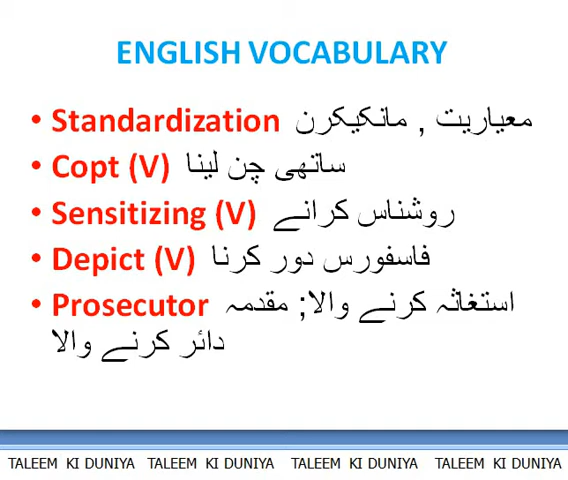 ENGLISH VOCABULARY
• Standardization معیاریت , مانکیکرن
• Copt (V) ساتھی چن لینا
• Sensitizing (V) روشناس کرانے
• Depict (V) فاسفورس دور کرنا
• Prosecutor استغاثہ کرنے والا; مقدمہ
دائر کرنے والا
TALEEM KI DUNIYA TALEEM KI DUNIYA TALEEM KI DUNIYA TALEEM KI DUNIYA